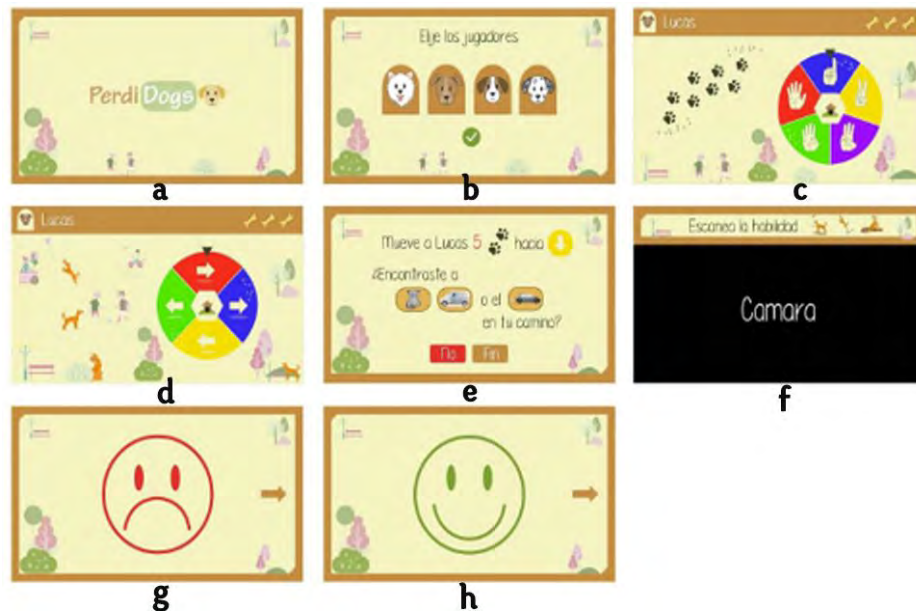 PerdiDogs
a
Elije los jugadores
b
Lucas
c
Lucas
d
Mueve a Lucas 5 hacia
¿Encontraste a
o el
en tu camino?
No Fin
e
Escanea la habilidad
Camara
f
g
h